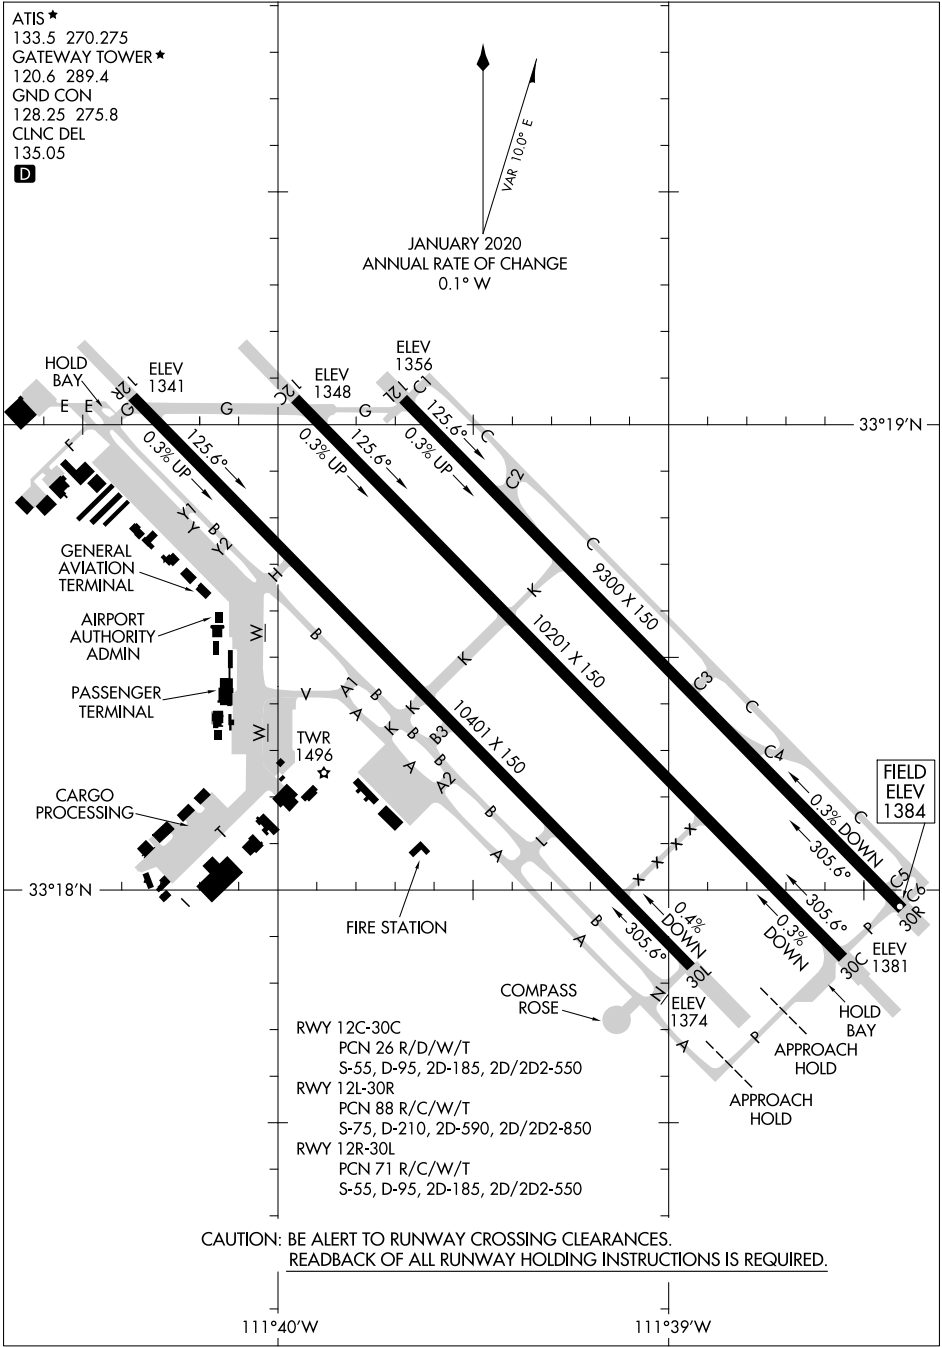 ATIS ★
133.5 270.275
GATEWAY TOWER ★
120.6 289.4
GND CON
128.25 275.8
CLNC DEL
135.05
D
VAR 10.0° E
JANUARY 2020
ANNUAL RATE OF CHANGE
0.1° W
HOLD
BAY
12R
ELEV
1341
12C
ELEV
1348
ELEV
1356
12L
C1
E
E
G
G
G
F
33°19'N
0.3% UP
125.6°
0.3% UP
125.6°
0.3% UP
125.6°
C
C2
C
Y1
Y
B
Y2
H
GENERAL
AVIATION
TERMINAL
AIRPORT
AUTHORITY
ADMIN
PASSENGER
TERMINAL
W
W
B
K
K
K
K
9300 X 150
10201 X 150
10401 X 150
V
A1
B
A
B
B3
B
A
A2
C3
C
C4
C
TWR
1496
CARGO
PROCESSING
T
B
A
L
X X X X
FIELD
ELEV
1384
0.3% DOWN
305.6°
C5
C6
30R
33°18'N
FIRE STATION
B
A
0.4%
DOWN
305.6°
30L
0.3%
DOWN
305.6°
30C
P
ELEV
1381
COMPASS
ROSE
N
ELEV
1374
A
P
HOLD
BAY
APPROACH
HOLD
APPROACH
HOLD
RWY 12C-30C
PCN 26 R/D/W/T
S-55, D-95, 2D-185, 2D/2D2-550
RWY 12L-30R
PCN 88 R/C/W/T
S-75, D-210, 2D-590, 2D/2D2-850
RWY 12R-30L
PCN 71 R/C/W/T
S-55, D-95, 2D-185, 2D/2D2-550
CAUTION: BE ALERT TO RUNWAY CROSSING CLEARANCES.
READBACK OF ALL RUNWAY HOLDING INSTRUCTIONS IS REQUIRED.
111°40'W
111°39'W